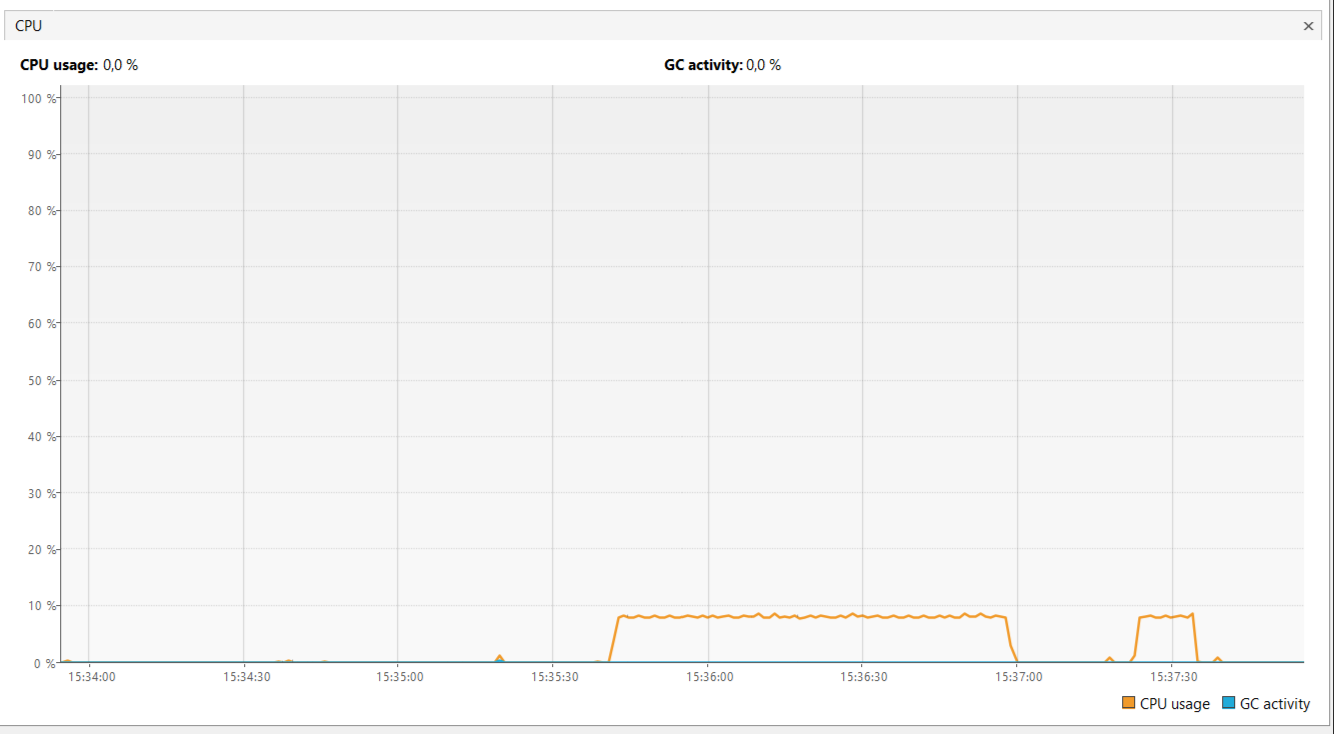 CPU
CPU usage: 0,0 % GC activity: 0,0 %
100 %
90 %
80 %
70 %
60 %
50 %
40 %
30 %
20 %
10 %
0 %
15:34:00 15:34:30 15:35:00 15:35:30 15:36:00 15:36:30 15:37:00 15:37:30
CPU usage GC activity